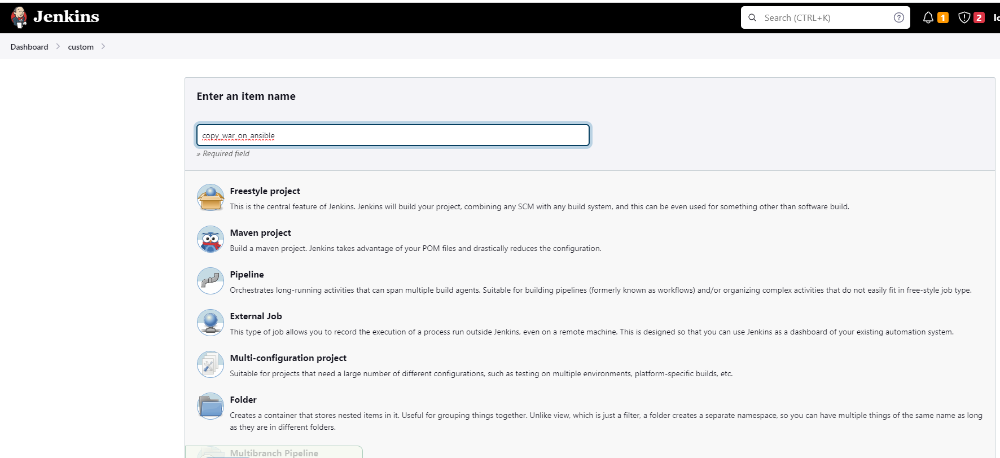 Jenkins
Search (CTRL+K)
1
2
Dashboard
custom
Enter an item name
copy_war_on_ansible
» Required field
Freestyle project
This is the central feature of Jenkins. Jenkins will build your project, combining any SCM with any build system, and this can be even used for something other than software build.
Maven project
Build a maven project. Jenkins takes advantage of your POM files and drastically reduces the configuration.
Pipeline
Orchestrates long-running activities that can span multiple build agents. Suitable for building pipelines (formerly known as workflows) and/or organizing complex activities that do not easily fit in free-style job type.
External Job
This type of job allows you to record the execution of a process run outside Jenkins, even on a remote machine. This is designed so that you can use Jenkins as a dashboard of your existing automation system.
Multi-configuration project
Suitable for projects that need a large number of different configurations, such as testing on multiple environments, platform-specific builds, etc.
Folder
Creates a container that stores nested items in it. Useful for grouping things together. Unlike view, which is just a filter, a folder creates a separate namespace, so you can have multiple things of the same name as long
as they are in different folders.
Multibranch Pipeline